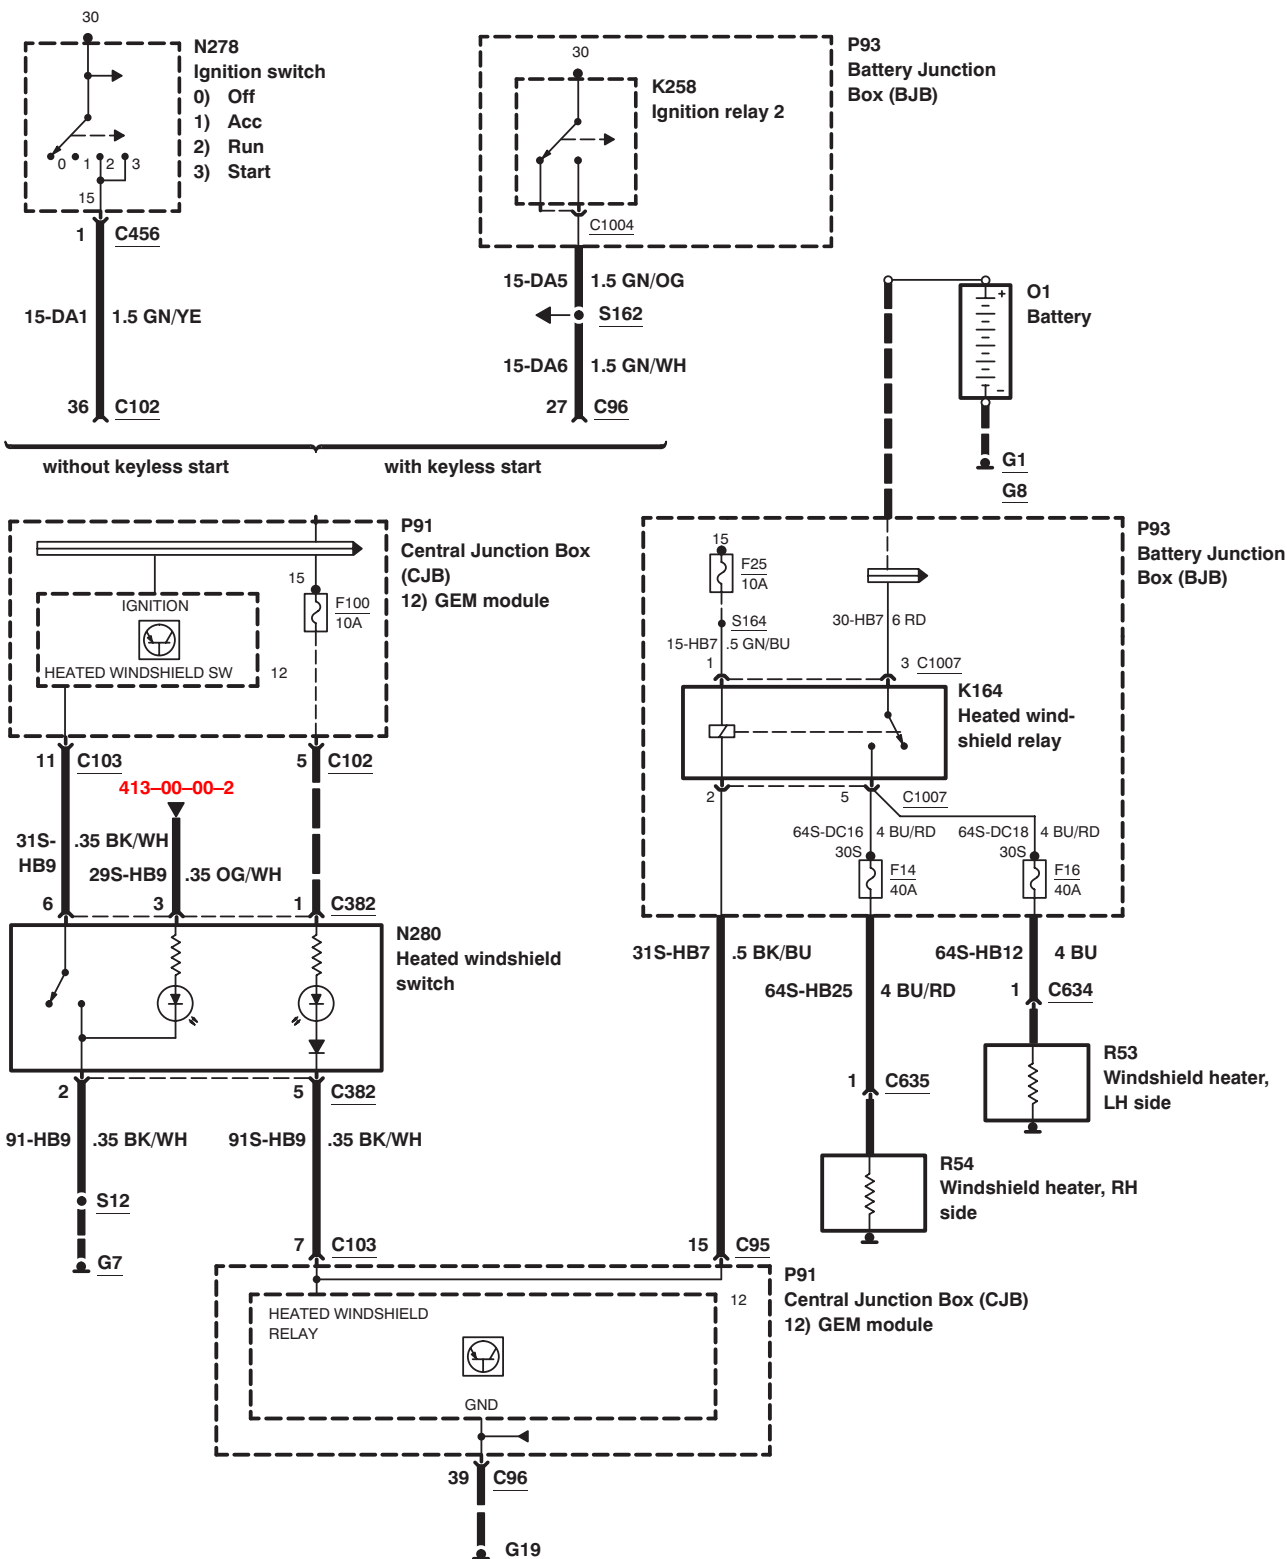 30
N278
Ignition switch
0) Off
1) Acc
2) Run
3) Start
0 1 2 3
15
1 C456
15-DA1 1.5 GN/YE
36 C102
P93
Battery Junction
Box (BJB)
30
K258
Ignition relay 2
C1004
15-DA5 1.5 GN/OG
S162
15-DA6 1.5 GN/WH
27 C96
without keyless start
with keyless start
+
–
O1
Battery
G1
G8
P91
Central Junction Box
(CJB)
12) GEM module
15
F100
10A
IGNITION
HEATED WINDSHIELD SW
12
11 C103
5 C102
413–00–00–2
31S-
HB9
.35 BK/WH
29S-HB9 .35 OG/WH
6 3 1 C382
N280
Heated windshield
switch
2 5 C382
91-HB9 .35 BK/WH
91S-HB9 .35 BK/WH
S12
G7
7 C103
P93
Battery Junction
Box (BJB)
15
F25
10A
S164
15-HB7 .5 GN/BU
30-HB7 6 RD
1 3 C1007
K164
Heated wind-
shield relay
2 5 C1007
64S-DC16 4 BU/RD
64S-DC18 4 BU/RD
30S
F14
40A
30S
F16
40A
31S-HB7 .5 BK/BU
64S-HB12 4 BU
64S-HB25 4 BU/RD
1 C634
R53
Windshield heater,
LH side
1 C635
R54
Windshield heater, RH
side
15 C95
P91
Central Junction Box (CJB)
12) GEM module
12
HEATED WINDSHIELD
RELAY
GND
39 C96
G19